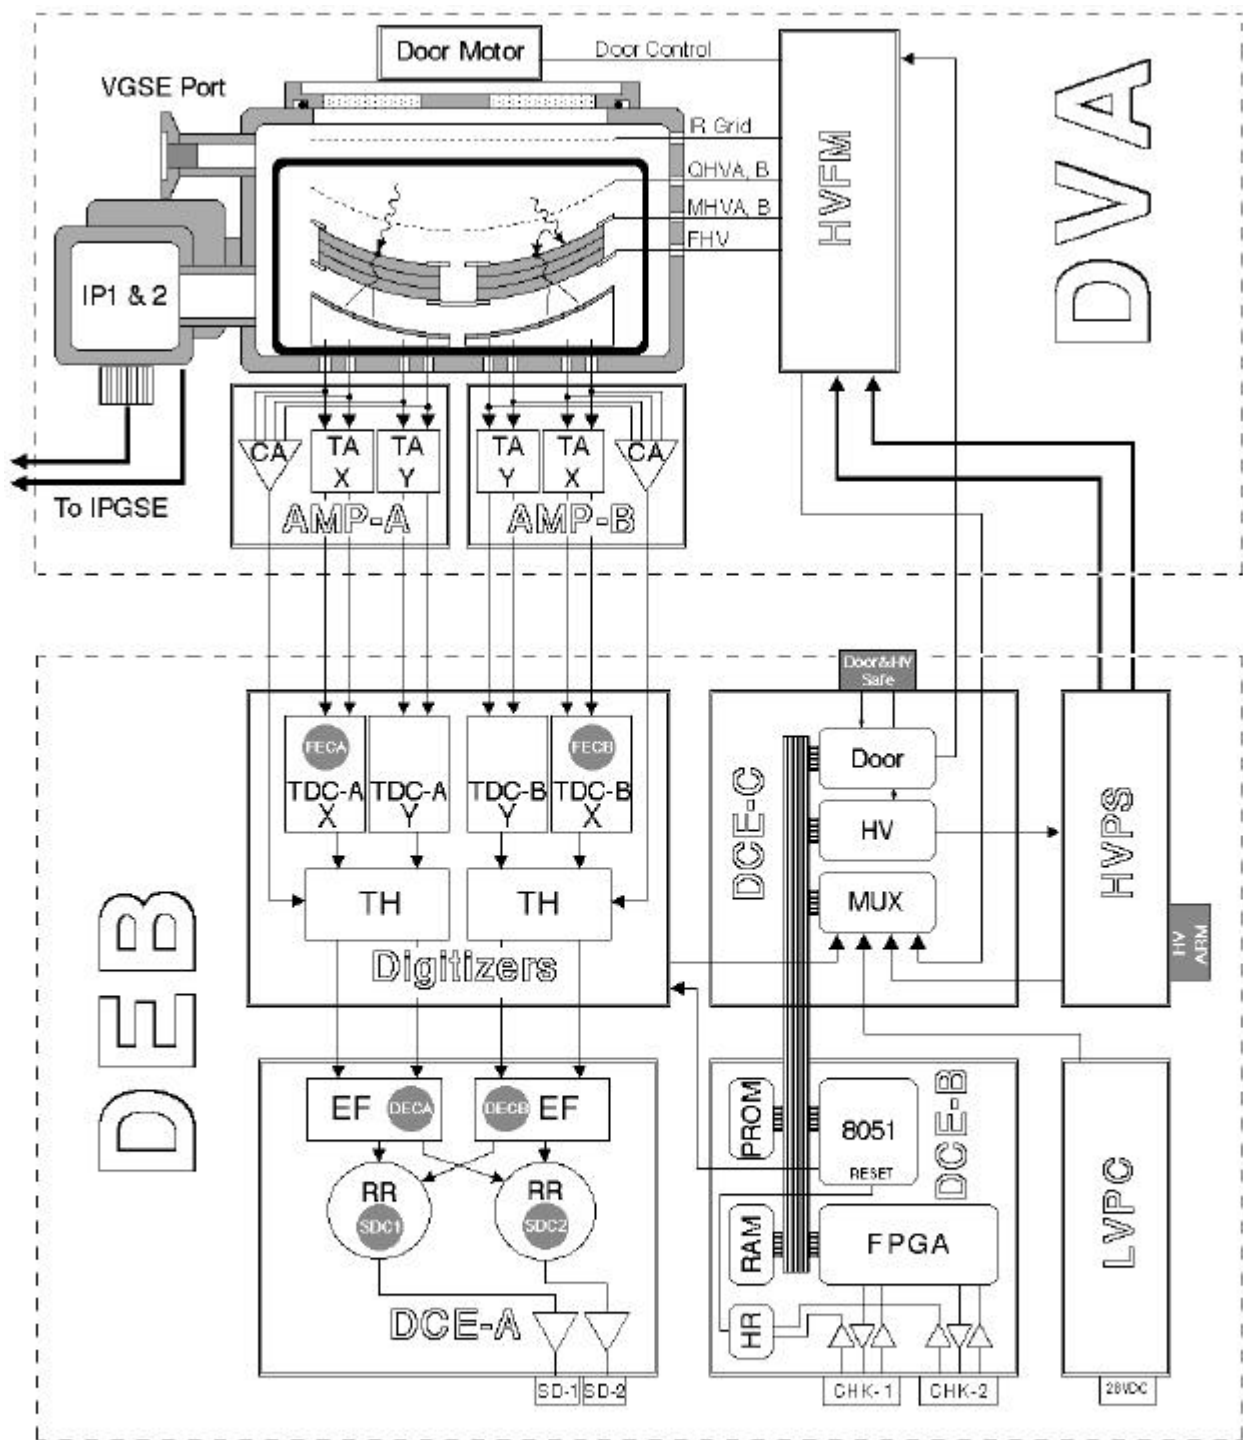 Door Motor
Door Control
VGSE Port
IR Grid
QHVA, B
MHVA, B
FHV
HVFM
DVA
IP1 & 2
To IPGSE
CA
TA
X
TA
Y
TA
Y
TA
X
CA
AMP-A
AMP-B
Door&HV
Safe
FECA
FECB
TDC-A
X
TDC-A
Y
TDC-B
Y
TDC-B
X
TH
TH
Digitizers
DCE-C
Door
HV
MUX
HVPS
HV
ARM
DEB
EF
DECA
DECB
EF
RR
SDC1
RR
SDC2
DCE-A
SD-1
SD-2
PROM
8051
RESET
DCE-B
RAM
FPGA
HR
CHK-1
CHK-2
LVPC
28VDC